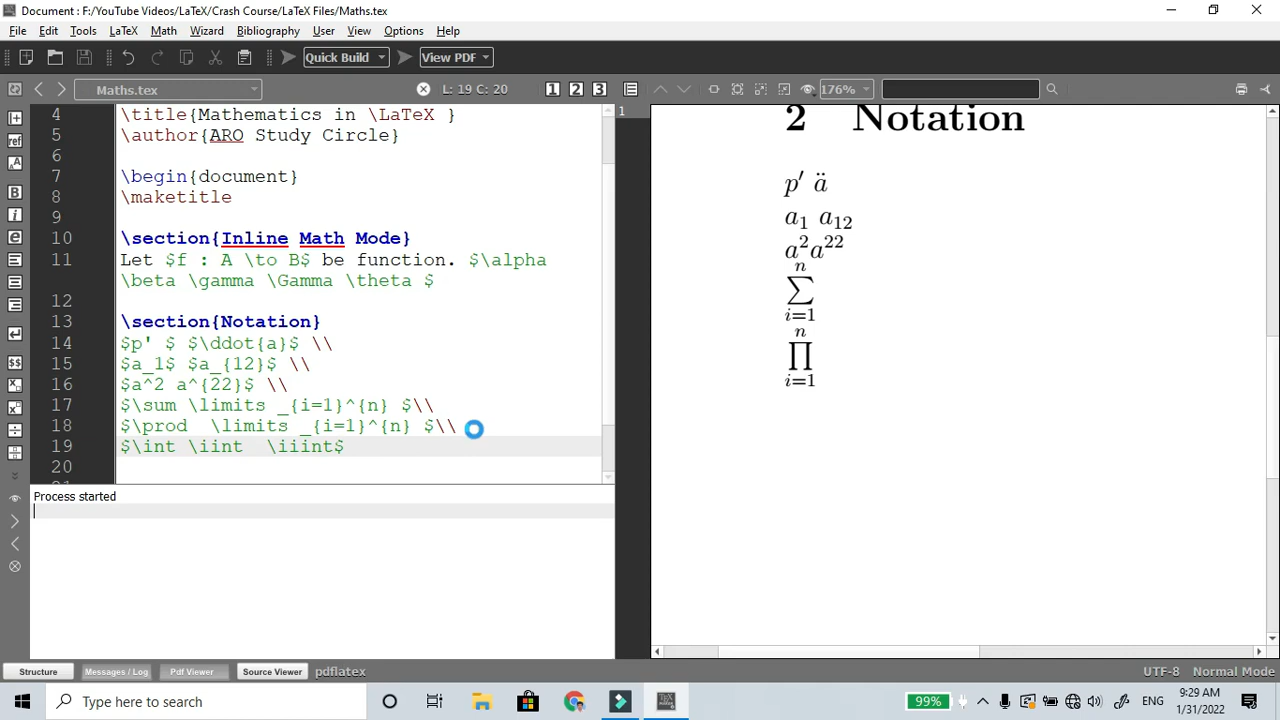 Document : F:/YouTube Videos/LaTeX/Crash Course/LaTeX Files/Maths.tex
File Edit Tools LaTeX Math Wizard Bibliography User View Options Help
Quick Build View PDF
Maths.tex L: 19 C: 20 1 2 3 176%
4 \title{Mathematics in \LaTeX }
5 \author{ARO Study Circle}
6
7 \begin{document}
8 \maketitle
9
10 \section{Inline Math Mode}
11 Let $f : A \to B$ be function. $\alpha
\beta \gamma \Gamma \theta $
12
13 \section{Notation}
14 $p' $ $\ddot{a}$ \\
15 $a_1$ $a_{12}$ \\
16 $a^2 a^{22}$ \\
17 $\sum \limits _{i=1}^{n} $\\
18 $\prod \limits _{i=1}^{n} $\\
19 $\int \iint \iiint$
20
Process started
1
2 Notation
p′ ä
a₁ a₁₂
a²a²²
n
∑
i=1
n
∏
i=1
Structure Messages / Log Pdf Viewer Source Viewer pdflatex UTF-8 Normal Mode
Type here to search 99% ENG 9:29 AM
1/31/2022